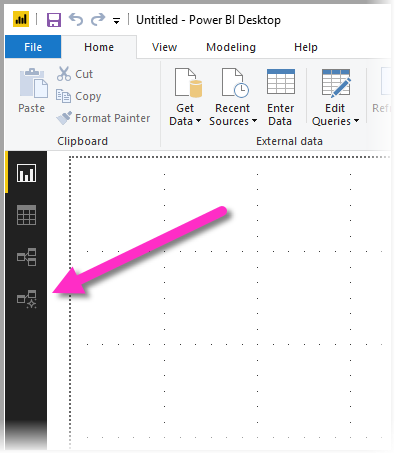 Untitled - Power BI Desktop
File Home View Modeling Help
Paste
Cut
Copy
Format Painter
Clipboard
Get Data
Recent Sources
Enter Data
Edit Queries
External data